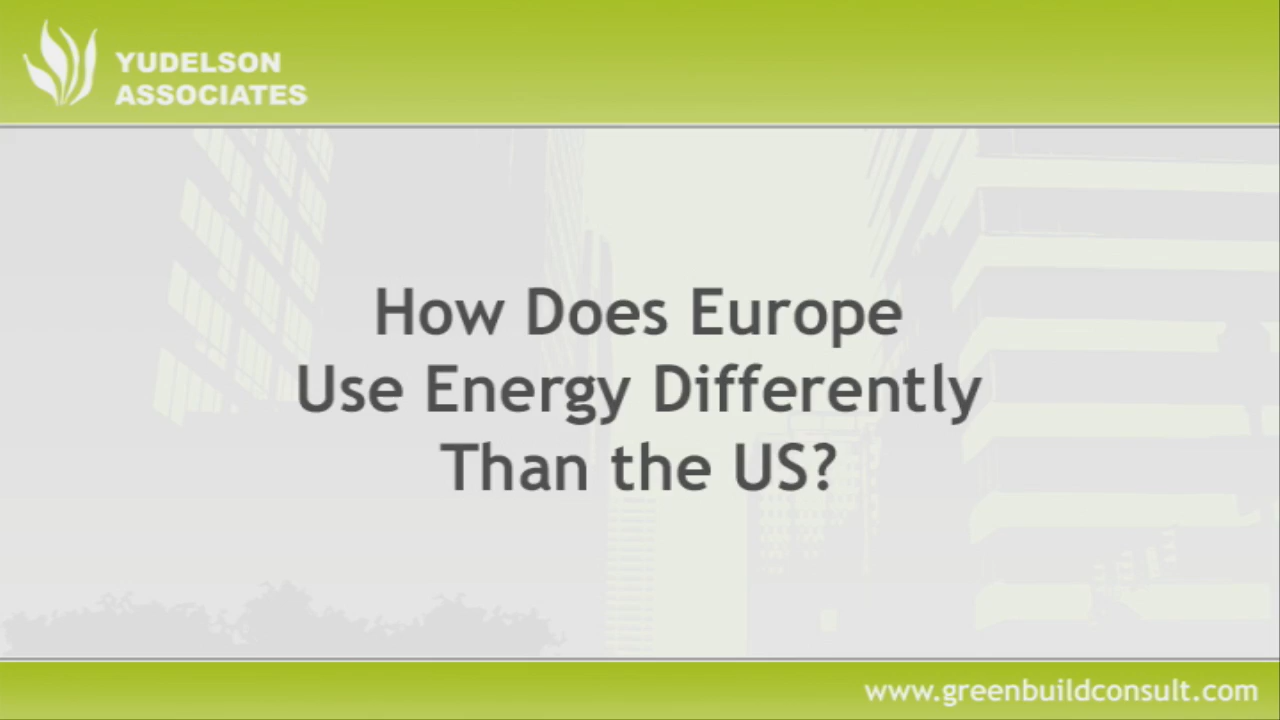 YUDELSON
ASSOCIATES
How Does Europe
Use Energy Differently
Than the US?
www.greenbuildconsult.com